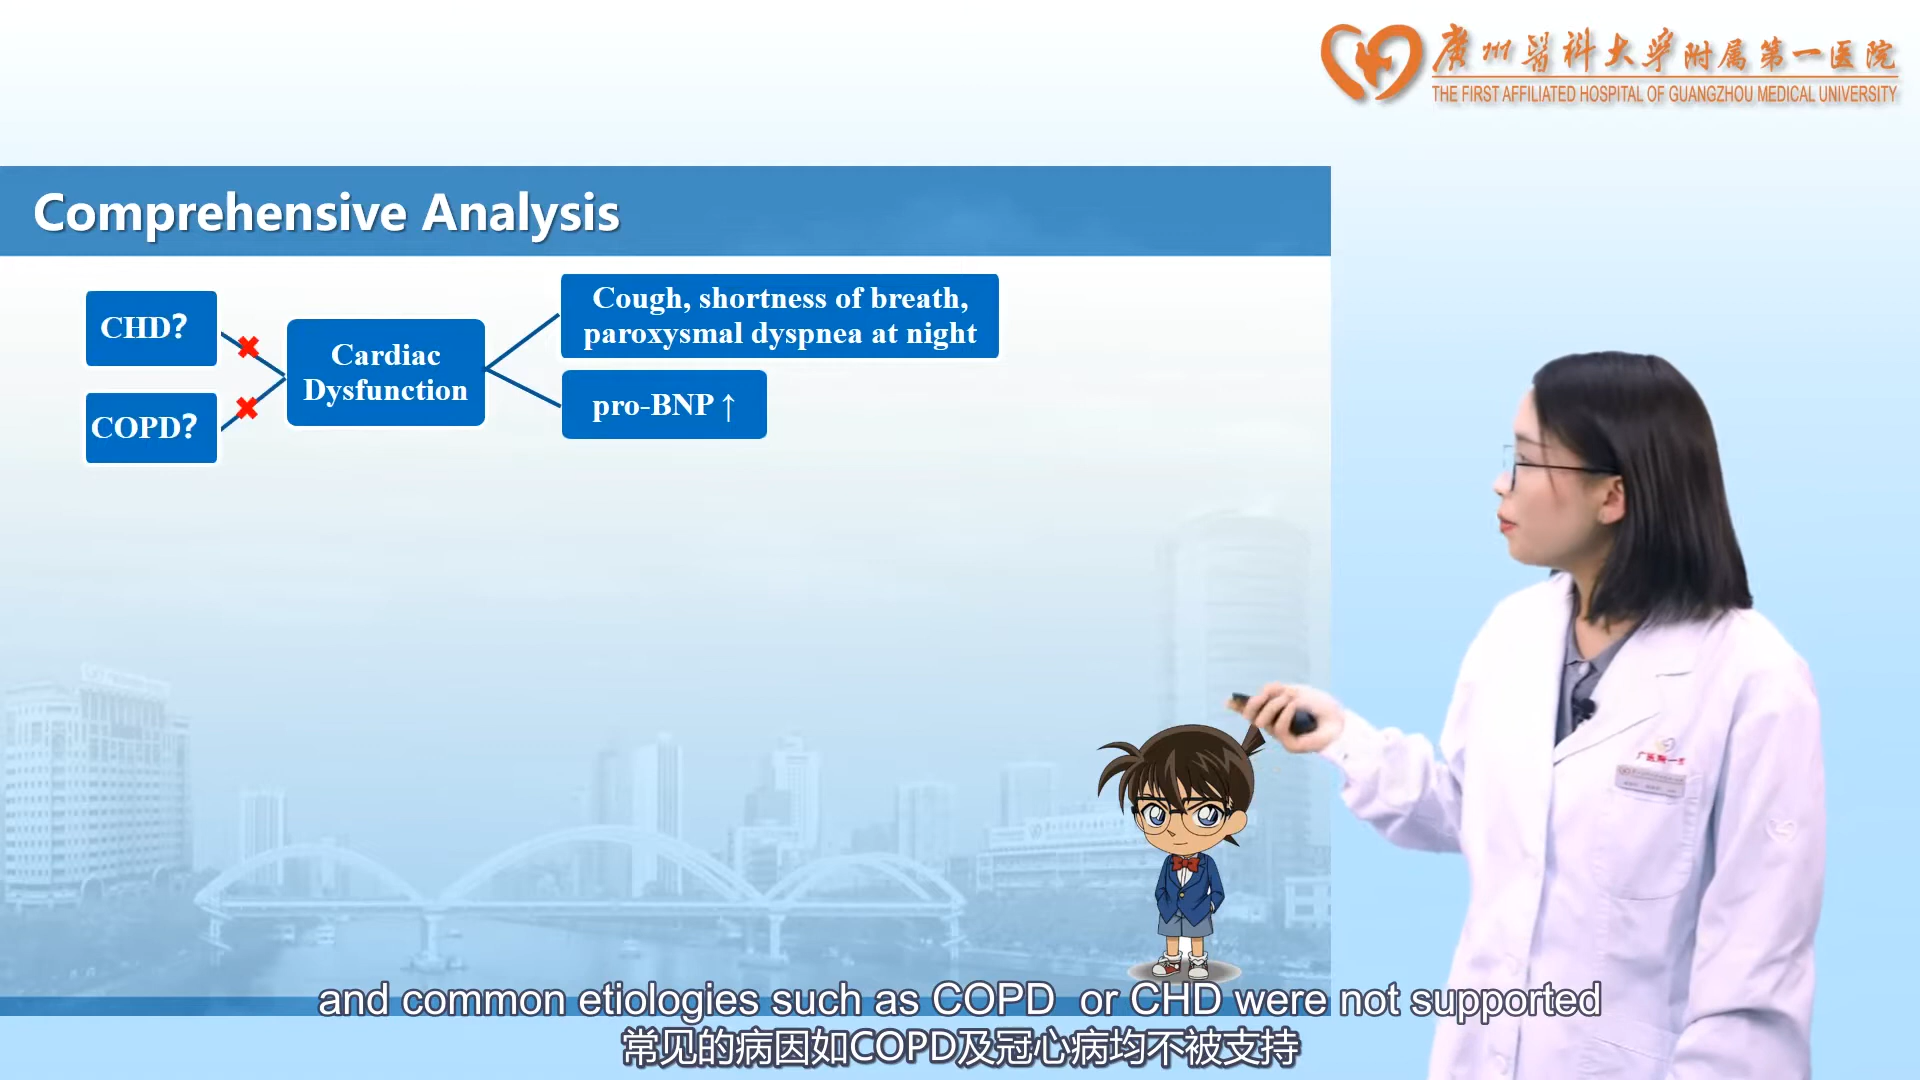 廣州醫科大学附属第一医院
THE FIRST AFFILIATED HOSPITAL OF GUANGZHOU MEDICAL UNIVERSITY
Comprehensive Analysis
CHD?
COPD?
Cardiac
Dysfunction
Cough, shortness of breath,
paroxysmal dyspnea at night
pro-BNP ↑
and common etiologies such as COPD or CHD were not supported
常见的病因如COPD及冠心病均不被支持